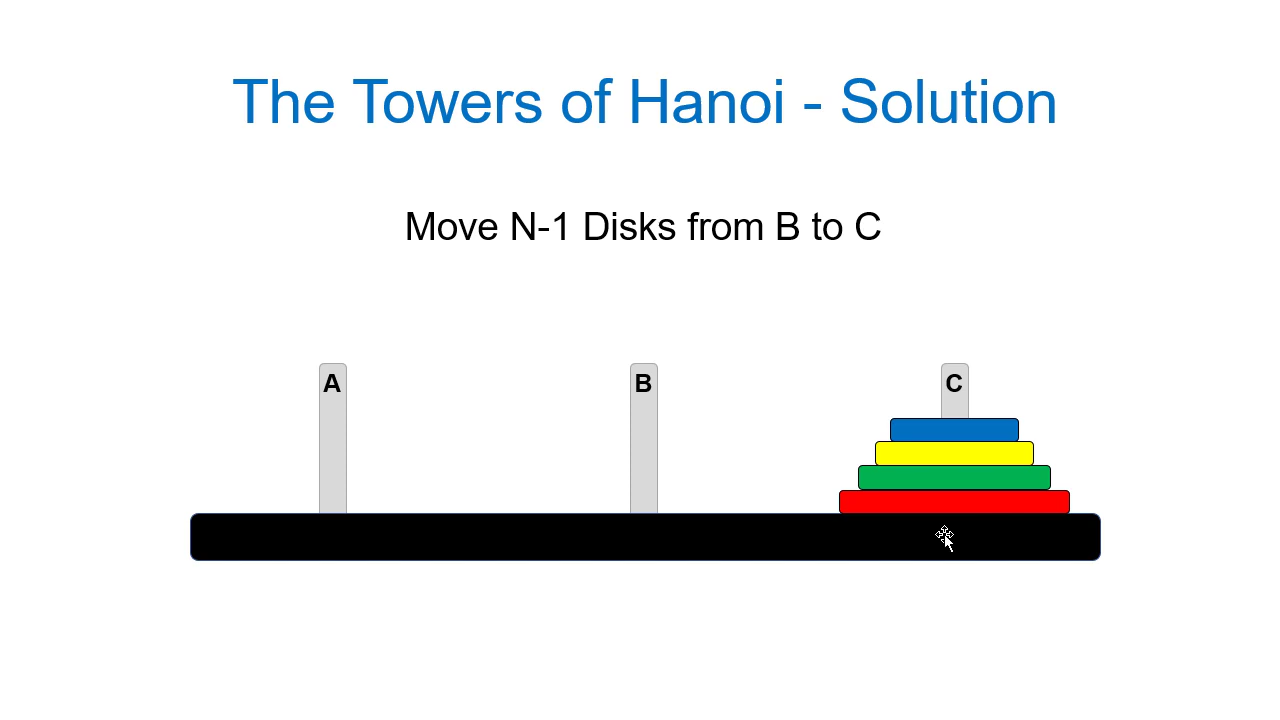 The Towers of Hanoi - Solution
Move N-1 Disks from B to C
A
B
C